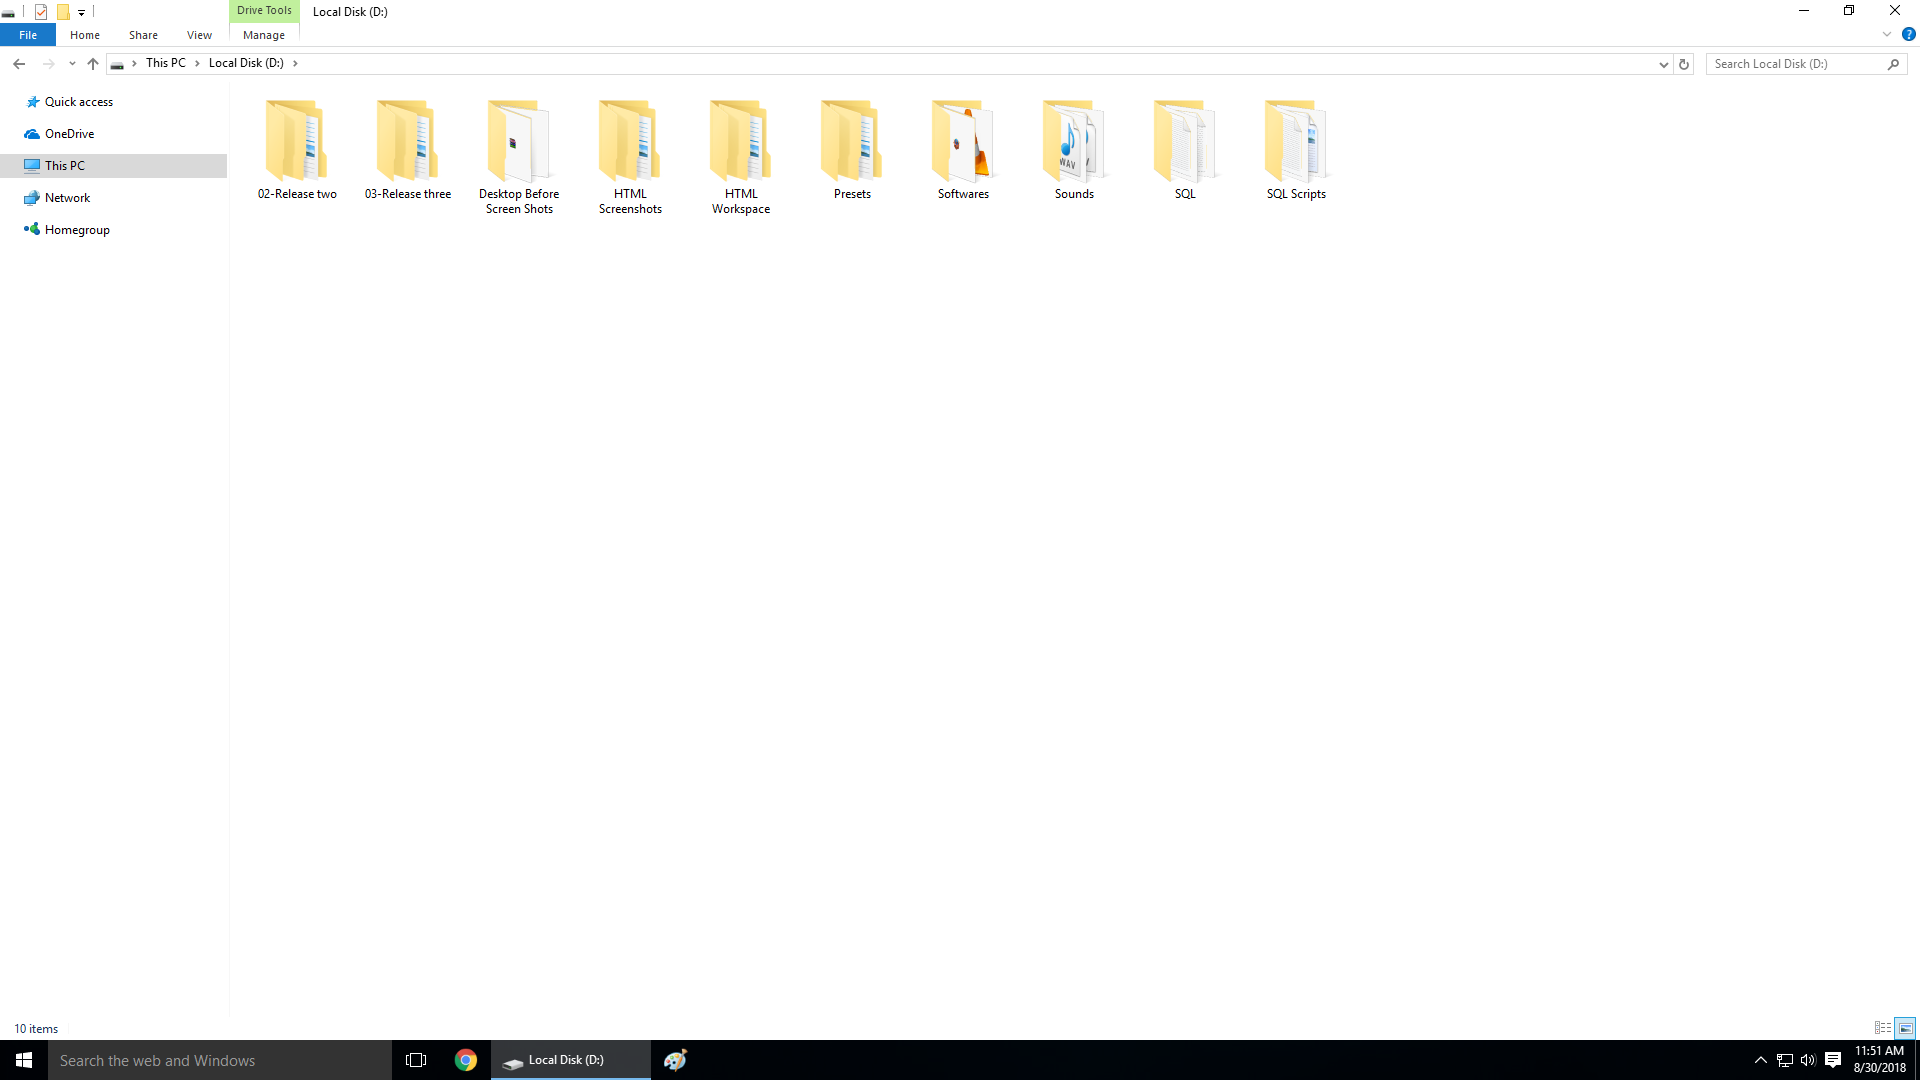 Drive Tools
Local Disk (D:)
File
Home
Share
View
Manage
This PC
Local Disk (D:)
Search Local Disk (D:)
Quick access
OneDrive
This PC
Network
Homegroup
02-Release two
03-Release three
Desktop Before
Screen Shots
HTML
Screenshots
HTML
Workspace
Presets
Softwares
WAV
Sounds
SQL
SQL Scripts
10 items
Search the web and Windows
Local Disk (D:)
11:51 AM
8/30/2018